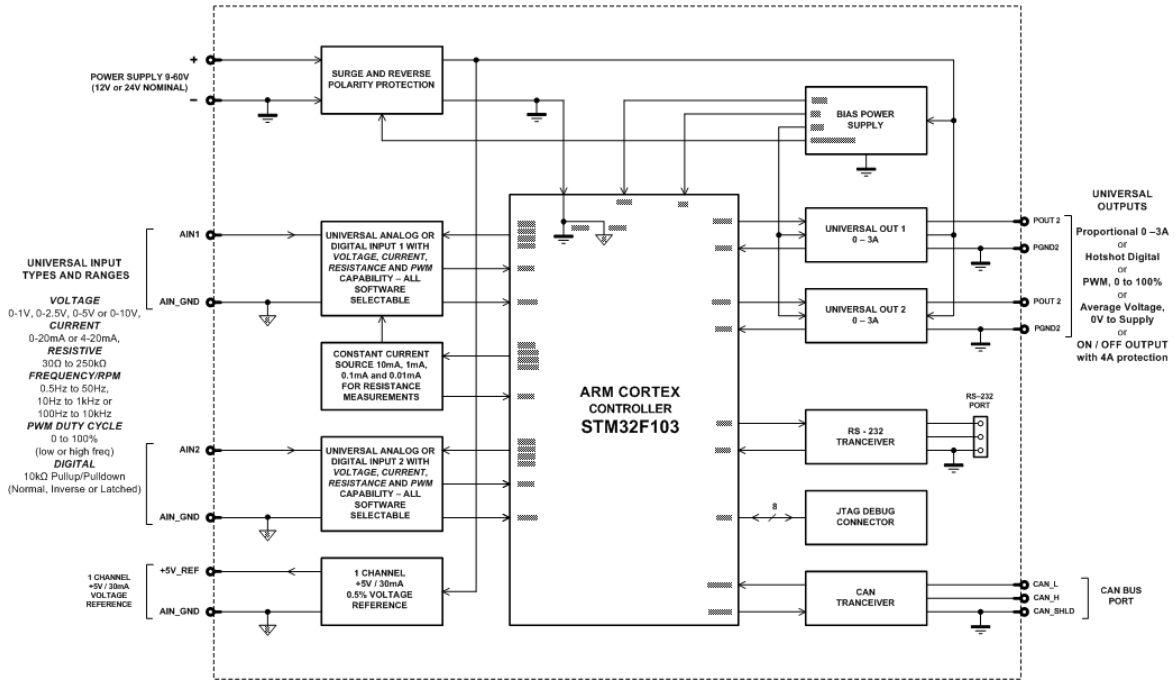 +
POWER SUPPLY 9-60V
(12V or 24V NOMINAL)
–
SURGE AND REVERSE
POLARITY PROTECTION
BIAS POWER
SUPPLY
UNIVERSAL INPUT
TYPES AND RANGES
VOLTAGE
0-1V, 0-2.5V, 0-5V or 0-10V,
CURRENT
0-20mA or 4-20mA,
RESISTIVE
30Ω to 250kΩ
FREQUENCY/RPM
0.5Hz to 50Hz,
10Hz to 1kHz or
100Hz to 10kHz
PWM DUTY CYCLE
0 to 100%
(low or high freq)
DIGITAL
10kΩ Pullup/Pulldown
(Normal, Inverse or Latched)
AIN1
AIN_GND
UNIVERSAL ANALOG OR
DIGITAL INPUT 1 WITH
VOLTAGE, CURRENT,
RESISTANCE AND PWM
CAPABILITY – ALL
SOFTWARE
SELECTABLE
CONSTANT CURRENT
SOURCE 10mA, 1mA,
0.1mA and 0.01mA
FOR RESISTANCE
MEASUREMENTS
AIN2
AIN_GND
UNIVERSAL ANALOG OR
DIGITAL INPUT 2 WITH
VOLTAGE, CURRENT,
RESISTANCE AND PWM
CAPABILITY – ALL
SOFTWARE
SELECTABLE
1 CHANNEL
+5V / 30mA
VOLTAGE
REFERENCE
+5V_REF
AIN_GND
1 CHANNEL
+5V / 30mA
0.5% VOLTAGE
REFERENCE
ARM CORTEX
CONTROLLER
STM32F103
UNIVERSAL OUT 1
0 – 3A
POUT 2
PGND2
UNIVERSAL OUT 2
0 – 3A
POUT 2
PGND2
UNIVERSAL
OUTPUTS
Proportional 0 –3A
or
Hotshot Digital
or
PWM, 0 to 100%
or
Average Voltage,
0V to Supply
or
ON / OFF OUTPUT
with 4A protection
RS - 232
TRANCEIVER
RS–232
PORT
8
JTAG DEBUG
CONNECTOR
CAN
TRANCEIVER
CAN_L
CAN_H
CAN_SHLD
CAN BUS
PORT